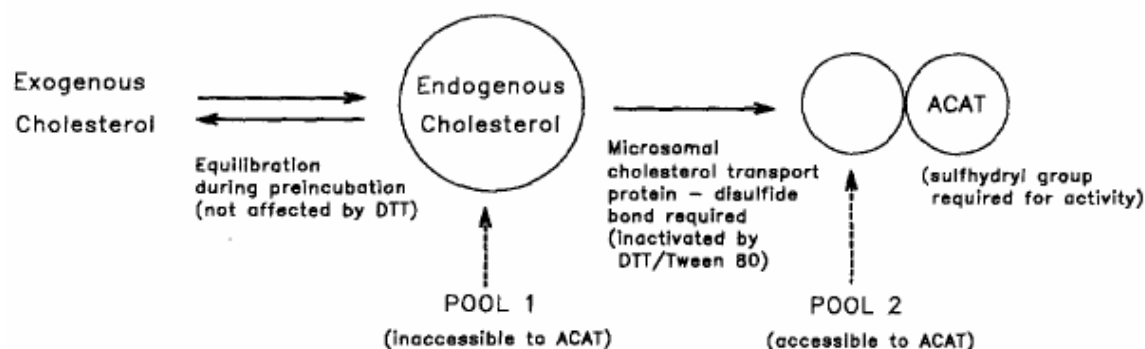 Exogenous
Cholesterol
Equilibration
during preincubation
(not affected by DTT)
Endogenous
Cholesterol
POOL 1
(inaccessible to ACAT)
Microsomal
cholesterol transport
protein – disulfide
bond required
(inactivated by
DTT/Tween 80)
ACAT
(sulfhydryl group
required for activity)
POOL 2
(accessible to ACAT)